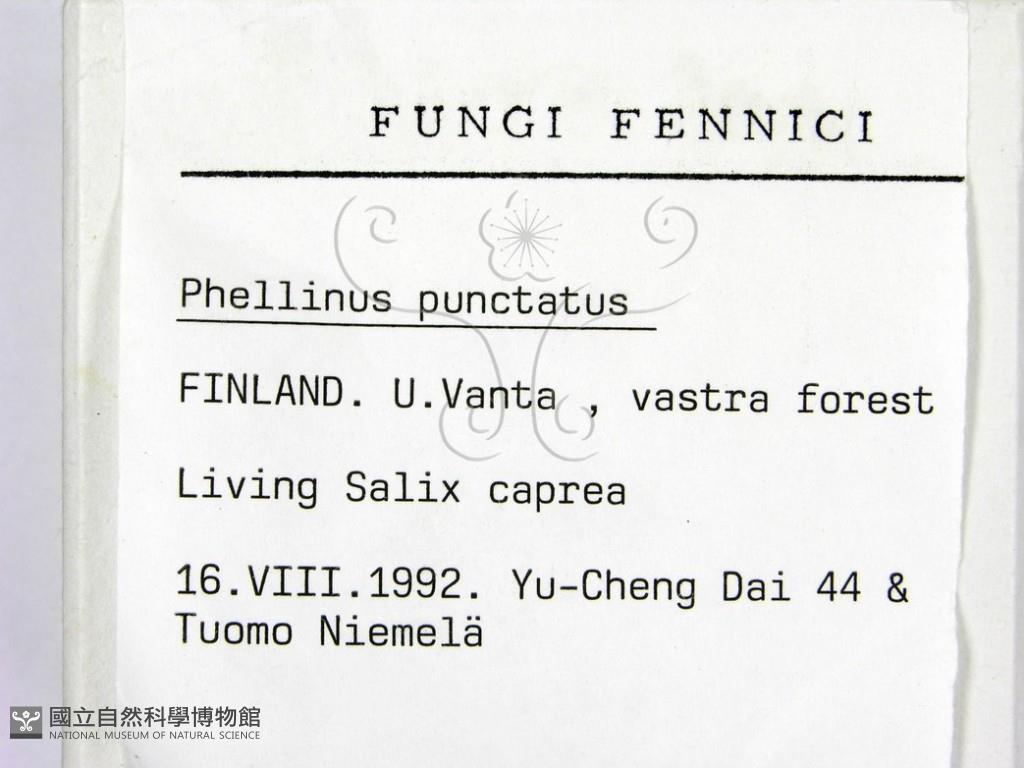 FUNGI FENNICI
Phellinus punctatus
FINLAND. U.Vanta , vastra forest
Living Salix caprea
16.VIII.1992. Yu-Cheng Dai 44 &
Tuomo Niemelä
國立自然科學博物館
NATIONAL MUSEUM OF NATURAL SCIENCE